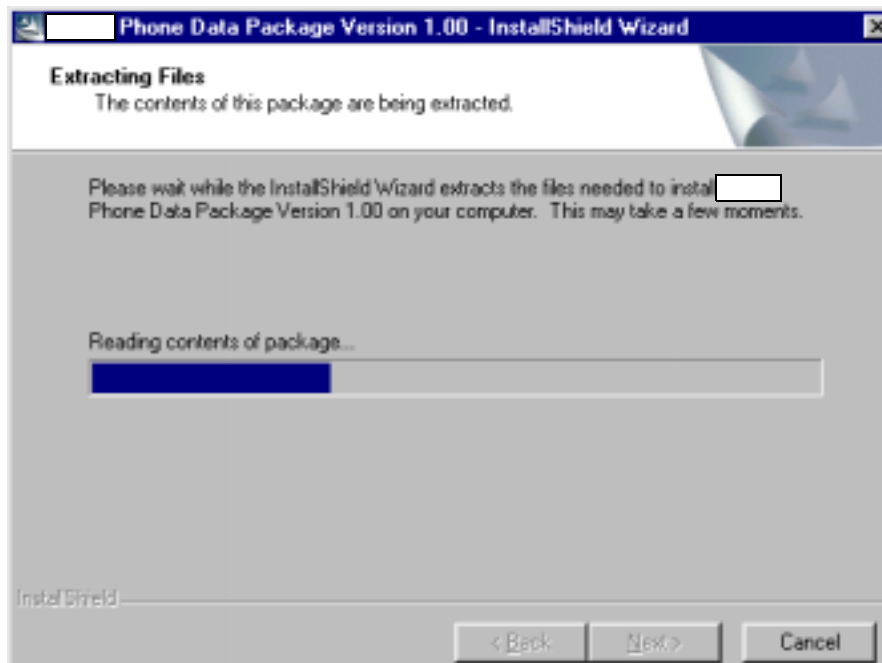 Phone Data Package Version 1.00 - InstallShield Wizard
Extracting Files
The contents of this package are being extracted.
Please wait while the InstallShield Wizard extracts the files needed to instal
Phone Data Package Version 1.00 on your computer. This may take a few moments.
Reading contents of package...
InstallShield
< Back
Next >
Cancel